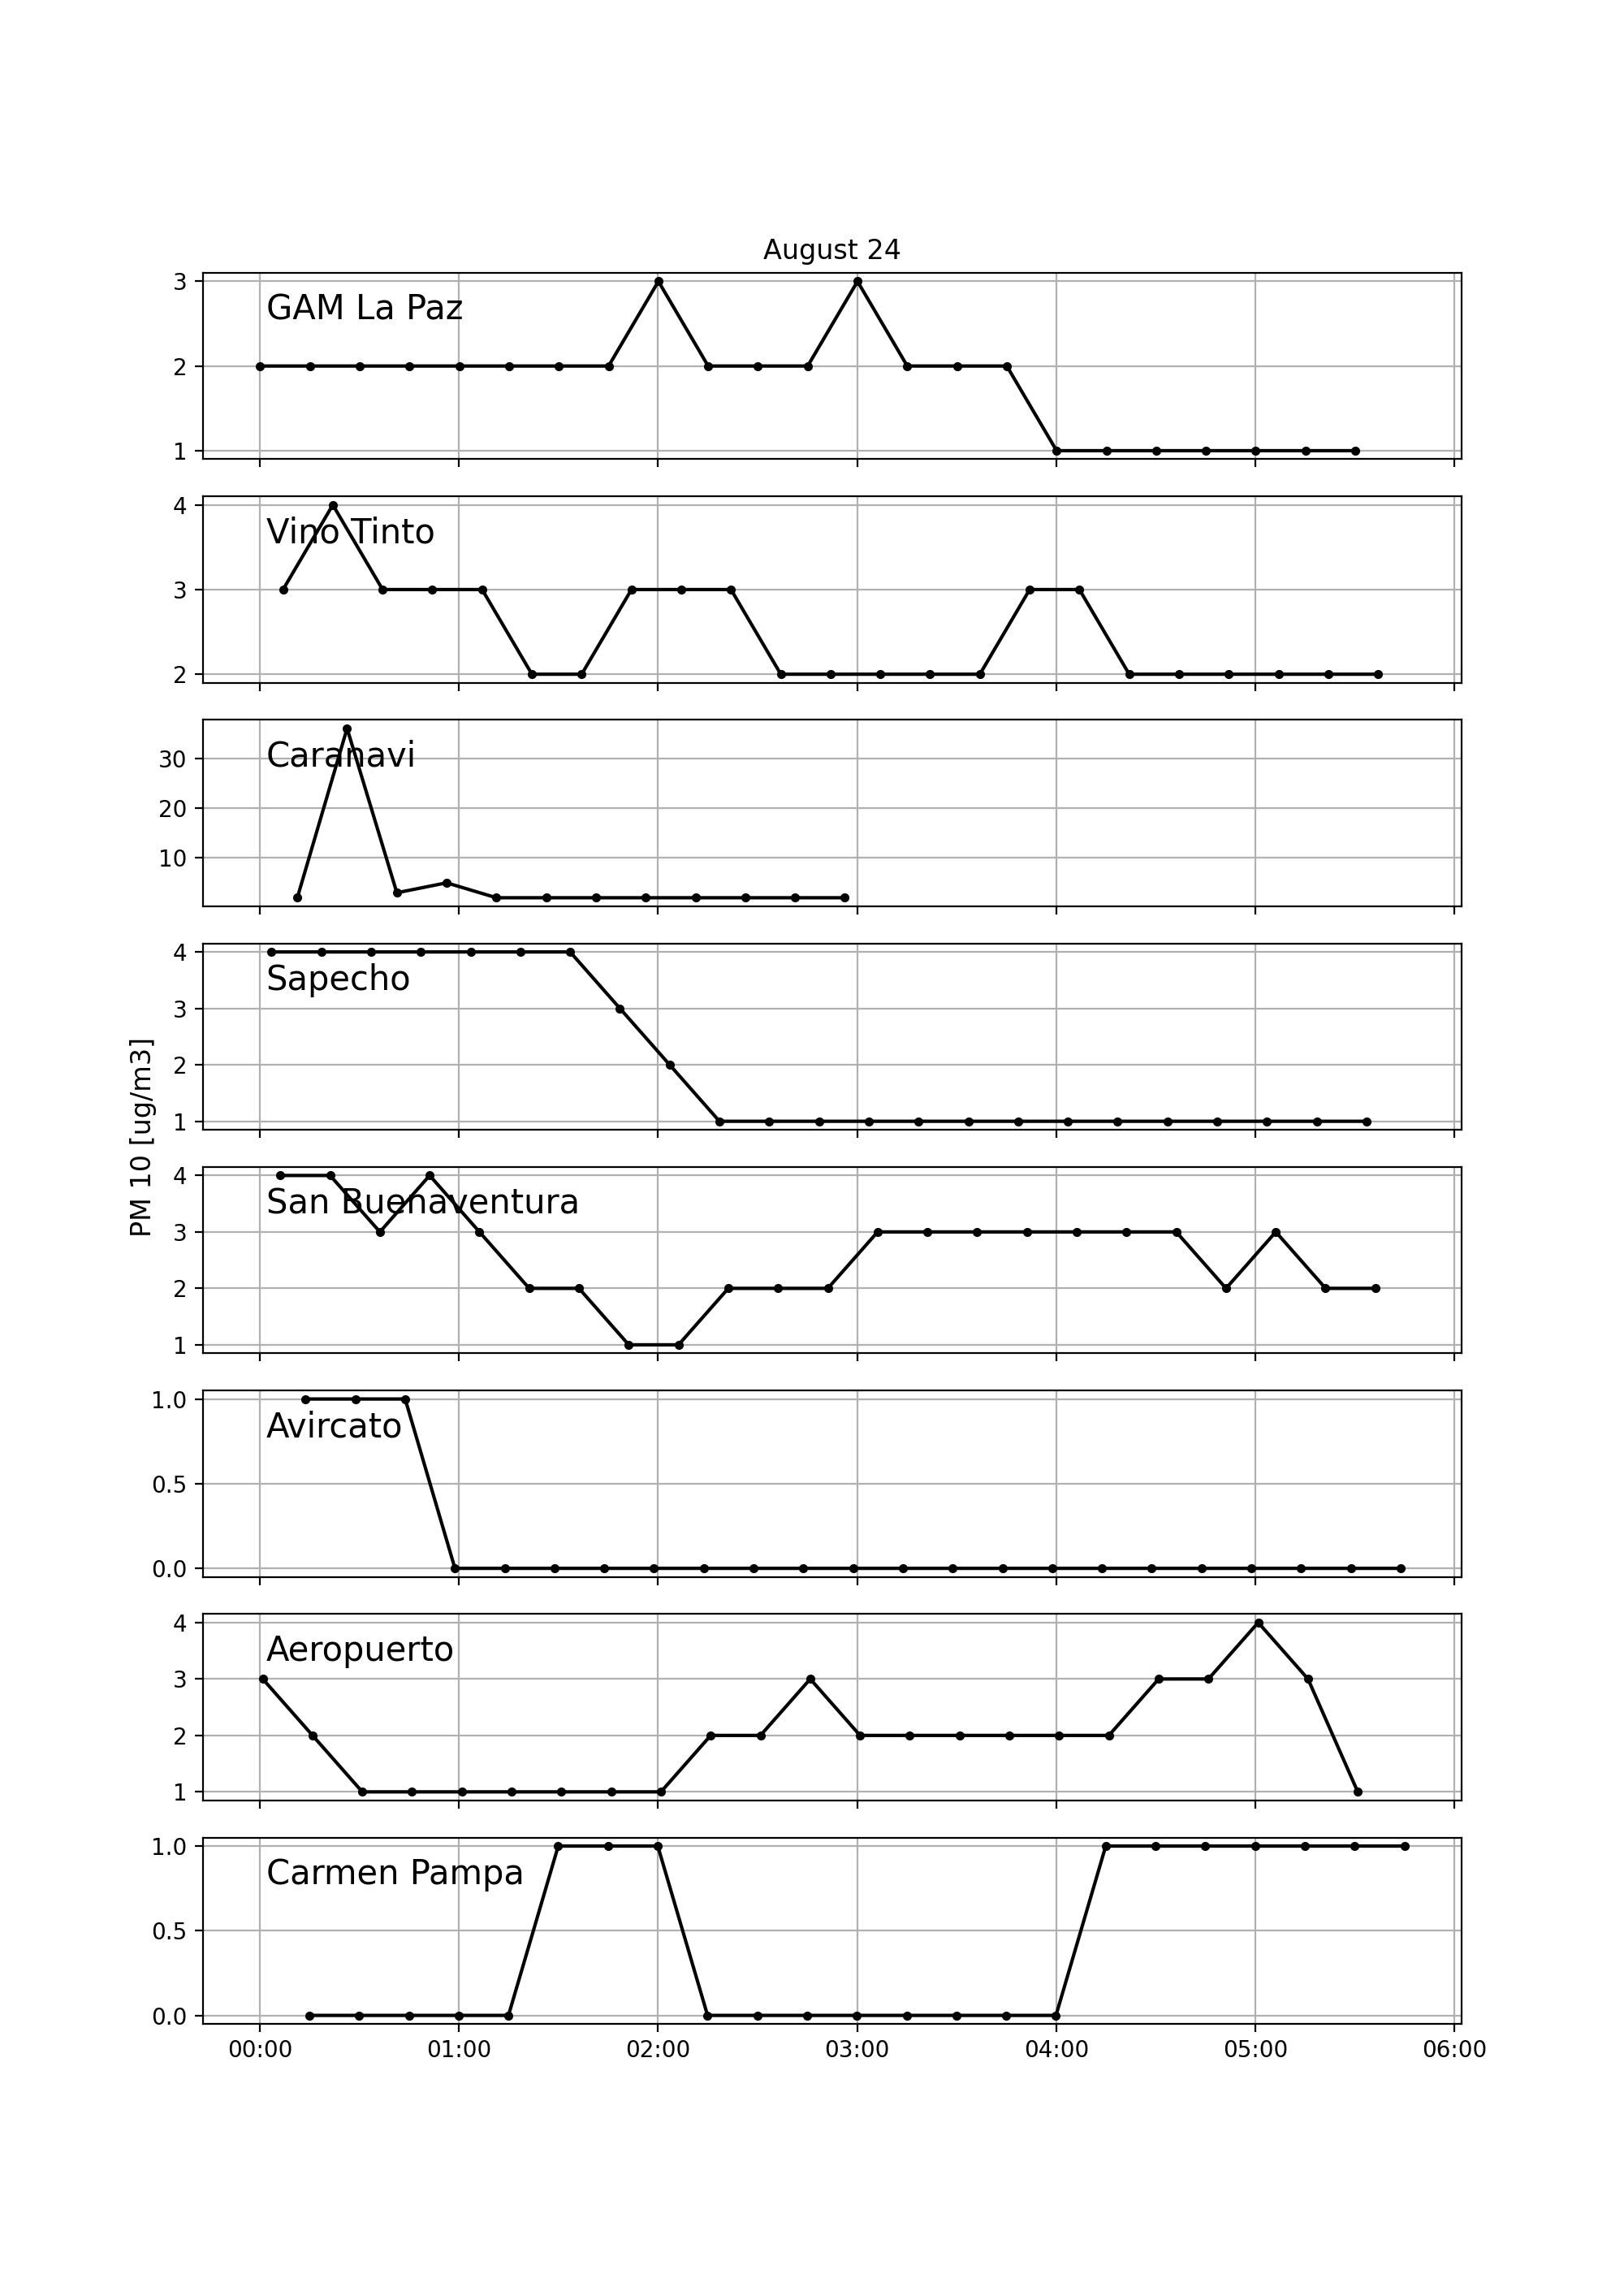 August 24
3
GAM La Paz
2
1
4
Vino Tinto
3
2
Caranavi
30
20
10
4
Sapecho
3
2
1
PM 10 [ug/m3]
4
San Buenaventura
3
2
1
1.0
Avircato
0.5
0.0
4
Aeropuerto
3
2
1
1.0
Carmen Pampa
0.5
0.0
00:00 01:00 02:00 03:00 04:00 05:00 06:00